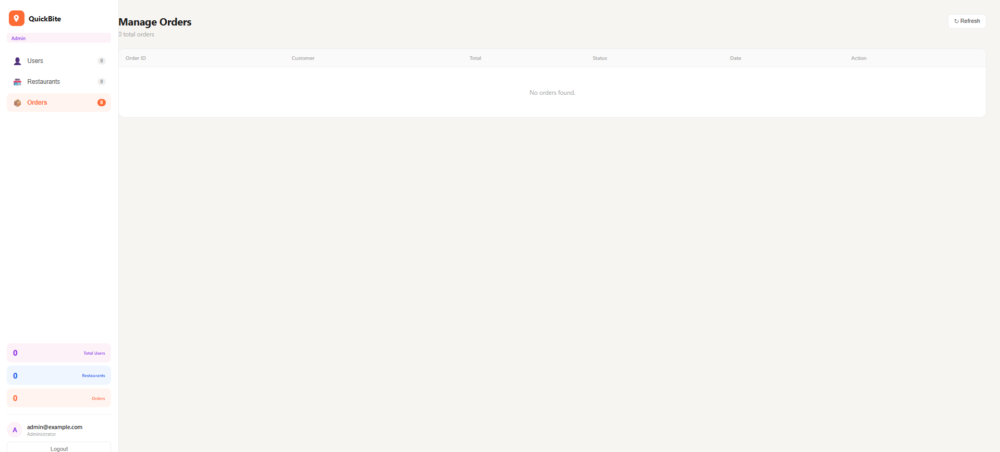 QuickBite
Admin
Users 0
Restaurants 0
Orders 0
0 Total Users
0 Restaurants
0 Orders
A
admin@example.com
Administrator
Logout
Manage Orders
0 total orders
↻ Refresh
Order ID Customer Total Status Date Action
No orders found.